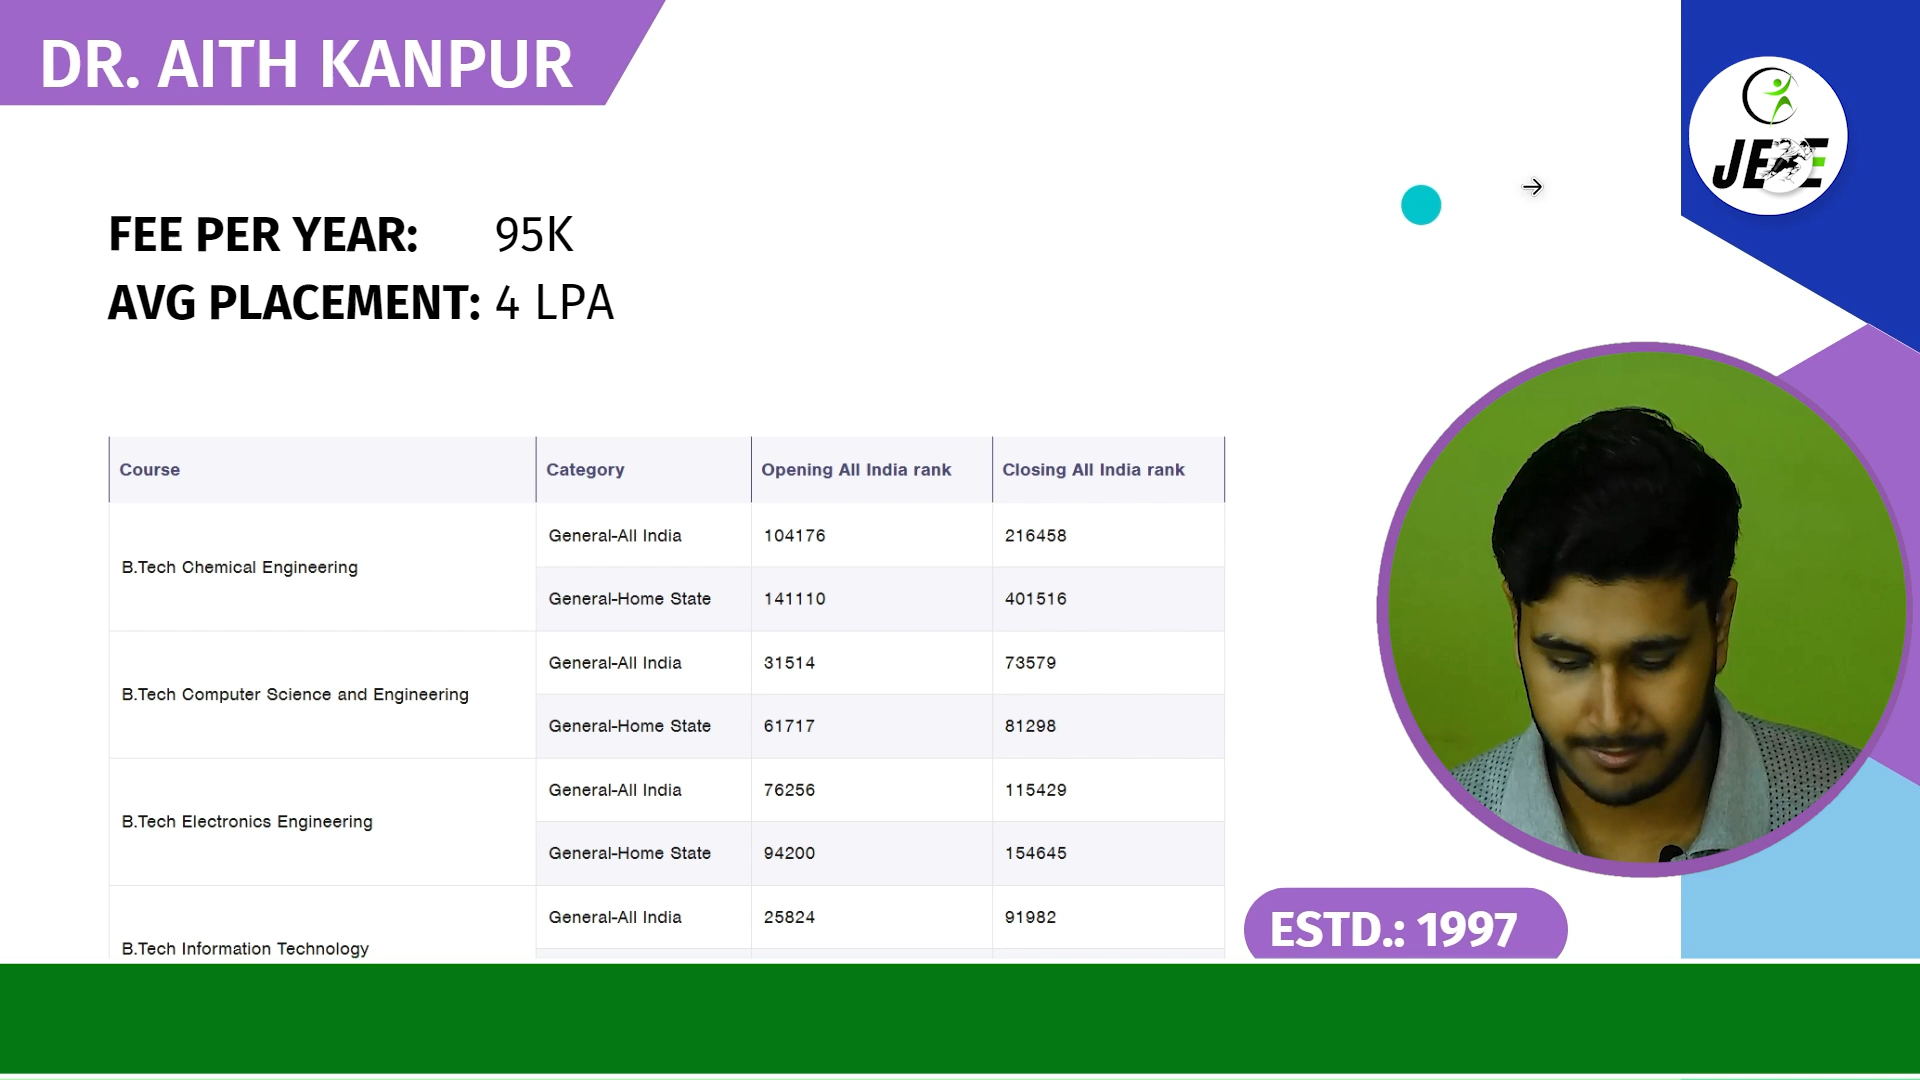 DR. AITH KANPUR
FEE PER YEAR: 95K
AVG PLACEMENT: 4 LPA
Course Category Opening All India rank Closing All India rank
B.Tech Chemical Engineering
General-All India 104176 216458
General-Home State 141110 401516
B.Tech Computer Science and Engineering
General-All India 31514 73579
General-Home State 61717 81298
B.Tech Electronics Engineering
General-All India 76256 115429
General-Home State 94200 154645
B.Tech Information Technology
General-All India 25824 91982
ESTD.: 1997